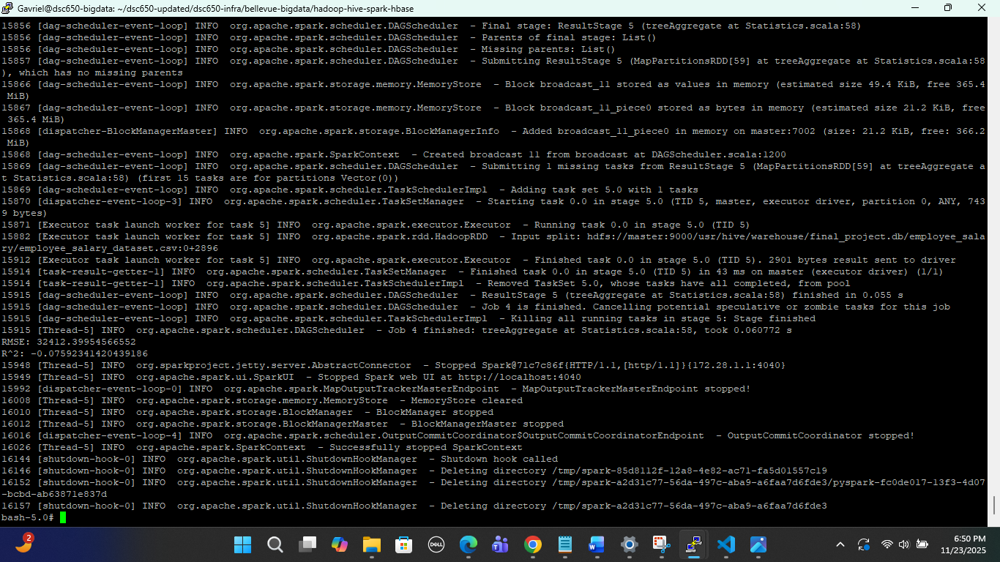 Gavriel@dsc650-bigdata: ~/dsc650-updated/dsc650-infra/bellevue-bigdata/hadoop-hive-spark-hbase
15856 [dag-scheduler-event-loop] INFO  org.apache.spark.scheduler.DAGScheduler  - Final stage: ResultStage 5 (treeAggregate at Statistics.scala:58)
15856 [dag-scheduler-event-loop] INFO  org.apache.spark.scheduler.DAGScheduler  - Parents of final stage: List()
15856 [dag-scheduler-event-loop] INFO  org.apache.spark.scheduler.DAGScheduler  - Missing parents: List()
15857 [dag-scheduler-event-loop] INFO  org.apache.spark.scheduler.DAGScheduler  - Submitting ResultStage 5 (MapPartitionsRDD[59] at treeAggregate at Statistics.scala:58
), which has no missing parents
15866 [dag-scheduler-event-loop] INFO  org.apache.spark.storage.memory.MemoryStore  - Block broadcast_11 stored as values in memory (estimated size 49.4 KiB, free 365.4
 MiB)
15867 [dag-scheduler-event-loop] INFO  org.apache.spark.storage.memory.MemoryStore  - Block broadcast_11_piece0 stored as bytes in memory (estimated size 21.2 KiB, free
 365.4 MiB)
15868 [dispatcher-BlockManagerMaster] INFO  org.apache.spark.storage.BlockManagerInfo  - Added broadcast_11_piece0 in memory on master:7002 (size: 21.2 KiB, free: 366.2
 MiB)
15868 [dag-scheduler-event-loop] INFO  org.apache.spark.SparkContext  - Created broadcast 11 from broadcast at DAGScheduler.scala:1200
15869 [dag-scheduler-event-loop] INFO  org.apache.spark.scheduler.DAGScheduler  - Submitting 1 missing tasks from ResultStage 5 (MapPartitionsRDD[59] at treeAggregate a
t Statistics.scala:58) (first 15 tasks are for partitions Vector(0))
15869 [dag-scheduler-event-loop] INFO  org.apache.spark.scheduler.TaskSchedulerImpl  - Adding task set 5.0 with 1 tasks
15870 [dispatcher-event-loop-3] INFO  org.apache.spark.scheduler.TaskSetManager  - Starting task 0.0 in stage 5.0 (TID 5, master, executor driver, partition 0, ANY, 743
9 bytes)
15871 [Executor task launch worker for task 5] INFO  org.apache.spark.executor.Executor  - Running task 0.0 in stage 5.0 (TID 5)
15882 [Executor task launch worker for task 5] INFO  org.apache.spark.rdd.HadoopRDD  - Input split: hdfs://master:9000/usr/hive/warehouse/final_project.db/employee_sala
ry/employee_salary_dataset.csv:0+2896
15912 [Executor task launch worker for task 5] INFO  org.apache.spark.executor.Executor  - Finished task 0.0 in stage 5.0 (TID 5). 2901 bytes result sent to driver
15914 [task-result-getter-1] INFO  org.apache.spark.scheduler.TaskSetManager  - Finished task 0.0 in stage 5.0 (TID 5) in 43 ms on master (executor driver) (1/1)
15914 [task-result-getter-1] INFO  org.apache.spark.scheduler.TaskSchedulerImpl  - Removed TaskSet 5.0, whose tasks have all completed, from pool
15915 [dag-scheduler-event-loop] INFO  org.apache.spark.scheduler.DAGScheduler  - ResultStage 5 (treeAggregate at Statistics.scala:58) finished in 0.055 s
15915 [dag-scheduler-event-loop] INFO  org.apache.spark.scheduler.DAGScheduler  - Job 4 is finished. Cancelling potential speculative or zombie tasks for this job
15915 [dag-scheduler-event-loop] INFO  org.apache.spark.scheduler.TaskSchedulerImpl  - Killing all running tasks in stage 5: Stage finished
15915 [Thread-5] INFO  org.apache.spark.scheduler.DAGScheduler  - Job 4 finished: treeAggregate at Statistics.scala:58, took 0.060772 s
RMSE: 32412.39954566552
R^2: -0.07592341420439186
15948 [Thread-5] INFO  org.sparkproject.jetty.server.AbstractConnector  - Stopped Spark@71c7c86f{HTTP/1.1,[http/1.1]}{172.28.1.1:4040}
15949 [Thread-5] INFO  org.apache.spark.ui.SparkUI  - Stopped Spark web UI at http://localhost:4040
15992 [dispatcher-event-loop-0] INFO  org.apache.spark.MapOutputTrackerMasterEndpoint  - MapOutputTrackerMasterEndpoint stopped!
16008 [Thread-5] INFO  org.apache.spark.storage.memory.MemoryStore  - MemoryStore cleared
16010 [Thread-5] INFO  org.apache.spark.storage.BlockManager  - BlockManager stopped
16012 [Thread-5] INFO  org.apache.spark.storage.BlockManagerMaster  - BlockManagerMaster stopped
16016 [dispatcher-event-loop-4] INFO  org.apache.spark.scheduler.OutputCommitCoordinator$OutputCommitCoordinatorEndpoint  - OutputCommitCoordinator stopped!
16026 [Thread-5] INFO  org.apache.spark.SparkContext  - Successfully stopped SparkContext
16144 [shutdown-hook-0] INFO  org.apache.spark.util.ShutdownHookManager  - Shutdown hook called
16146 [shutdown-hook-0] INFO  org.apache.spark.util.ShutdownHookManager  - Deleting directory /tmp/spark-85d8112f-12a8-4e82-ac71-fa5d01557c19
16152 [shutdown-hook-0] INFO  org.apache.spark.util.ShutdownHookManager  - Deleting directory /tmp/spark-a2d31c77-56da-497c-aba9-a6faa7d6fde3/pyspark-fc0de017-13f3-4d07
-bcbd-ab63871e837d
16157 [shutdown-hook-0] INFO  org.apache.spark.util.ShutdownHookManager  - Deleting directory /tmp/spark-a2d31c77-56da-497c-aba9-a6faa7d6fde3
bash-5.0#
2
DELL
W
6:50 PM
11/23/2025